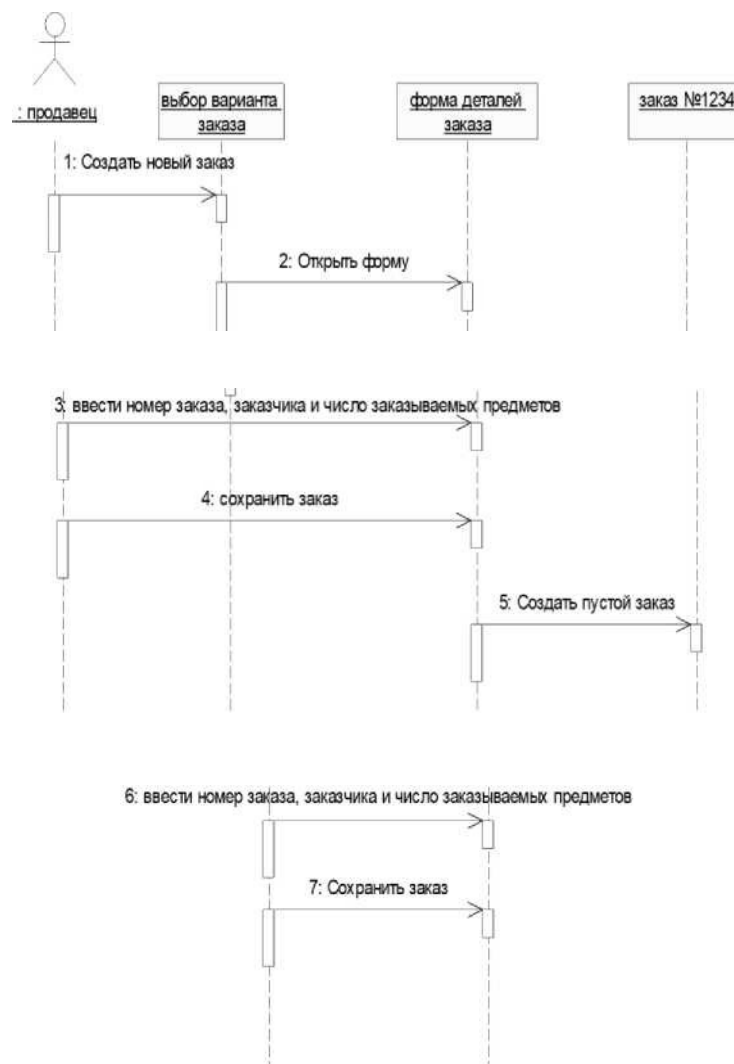 : продавец
выбор варианта
заказа
форма деталей
заказа
заказ №1234
1: Создать новый заказ
2: Открыть форму
3: ввести номер заказа, заказчика и число заказываемых предметов
4: сохранить заказ
5: Создать пустой заказ
6: ввести номер заказа, заказчика и число заказываемых предметов
7: Сохранить заказ